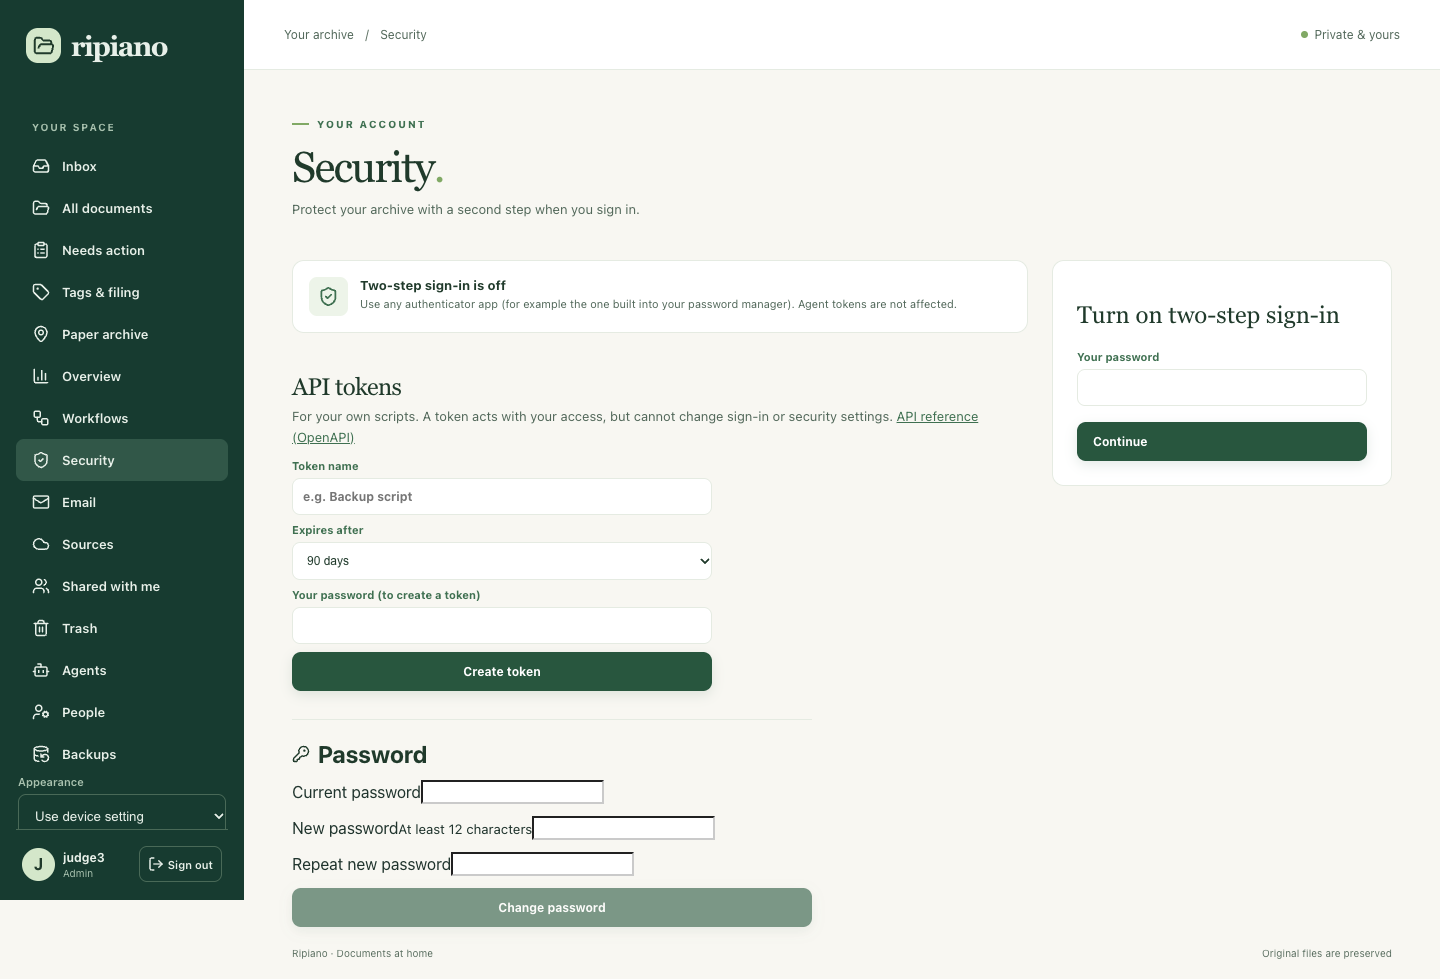 ripiano
YOUR SPACE
Inbox
All documents
Needs action
Tags & filing
Paper archive
Overview
Workflows
Security
Email
Sources
Shared with me
Trash
Agents
People
Backups
Appearance
Use device setting
J
judge3
Admin
Sign out
Your archive / Security
Private & yours
YOUR ACCOUNT
Security.
Protect your archive with a second step when you sign in.
Two-step sign-in is off
Use any authenticator app (for example the one built into your password manager). Agent tokens are not affected.
API tokens
For your own scripts. A token acts with your access, but cannot change sign-in or security settings. API reference
(OpenAPI)
Token name
e.g. Backup script
Expires after
90 days
Your password (to create a token)
Create token
Password
Current password
New passwordAt least 12 characters
Repeat new password
Change password
Turn on two-step sign-in
Your password
Continue
Ripiano · Documents at home
Original files are preserved